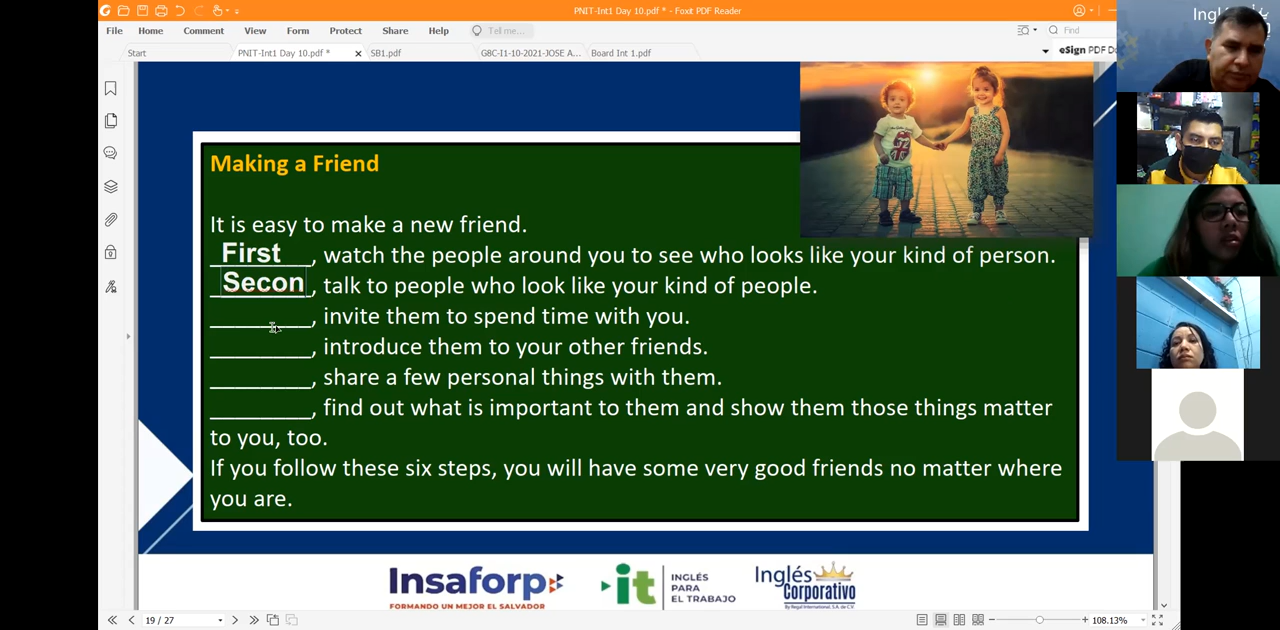 PNIT-Int1 Day 10.pdf * - Foxit PDF Reader
File Home Comment View Form Protect Share Help Tell me... Find
Start PNIT-Int1 Day 10.pdf * SB1.pdf G8C-I1-10-2021-JOSE A... Board Int 1.pdf eSign PDF Do
Making a Friend
It is easy to make a new friend.
First, watch the people around you to see who looks like your kind of person.
Secon, talk to people who look like your kind of people.
________, invite them to spend time with you.
________, introduce them to your other friends.
________, share a few personal things with them.
________, find out what is important to them and show them those things matter
to you, too.
If you follow these six steps, you will have some very good friends no matter where
you are.
Insaforp
FORMANDO UN MEJOR EL SALVADOR
it INGLÉS
PARA
EL TRABAJO
Inglés
Corporativo
By Regal International, S.A. de C.V.
19 / 27 108.13%